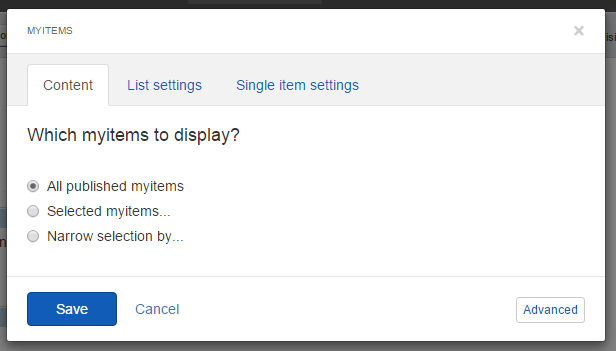 MYITEMS
×
Content
List settings
Single item settings
Which myitems to display?
All published myitems
Selected myitems...
Narrow selection by...
Save
Cancel
Advanced